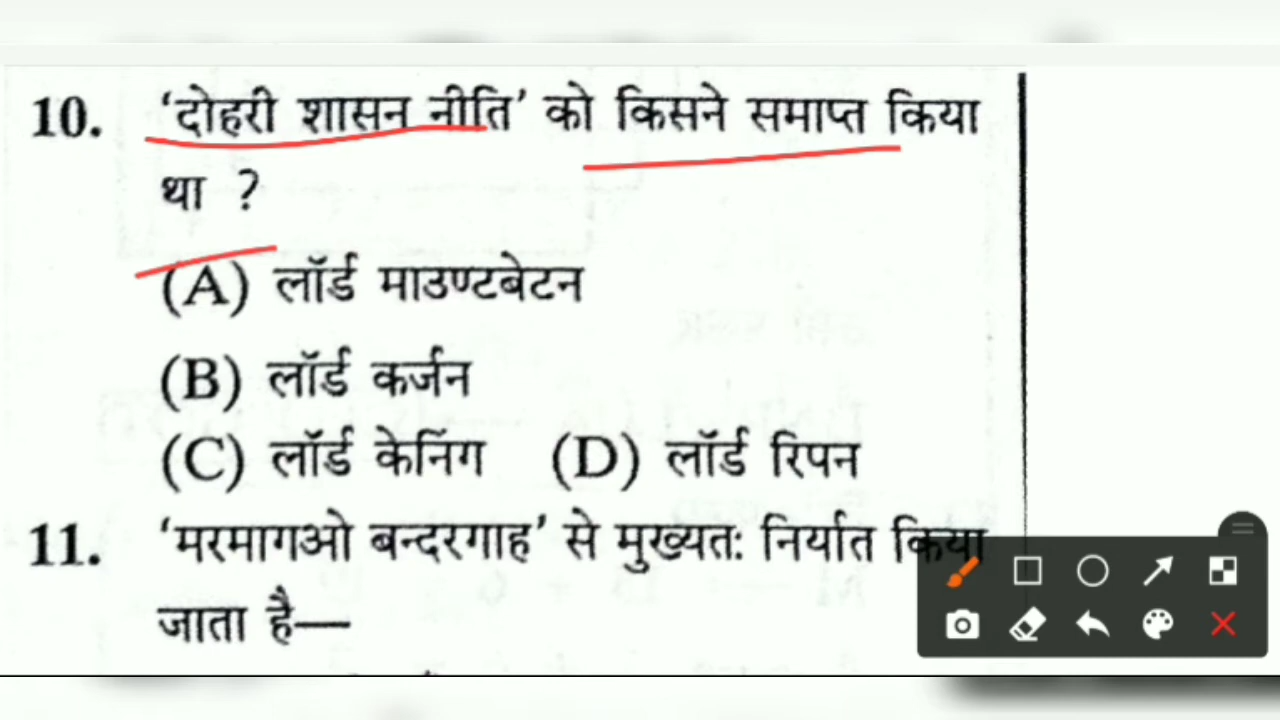 10. ‘दोहरी शासन नीति’ को किसने समाप्त किया
था ?
(A) लॉर्ड माउण्टबेटन
(B) लॉर्ड कर्जन
(C) लॉर्ड केनिंग (D) लॉर्ड रिपन
11. ‘मरमागओ बन्दरगाह’ से मुख्यत: निर्यात किया
जाता है—